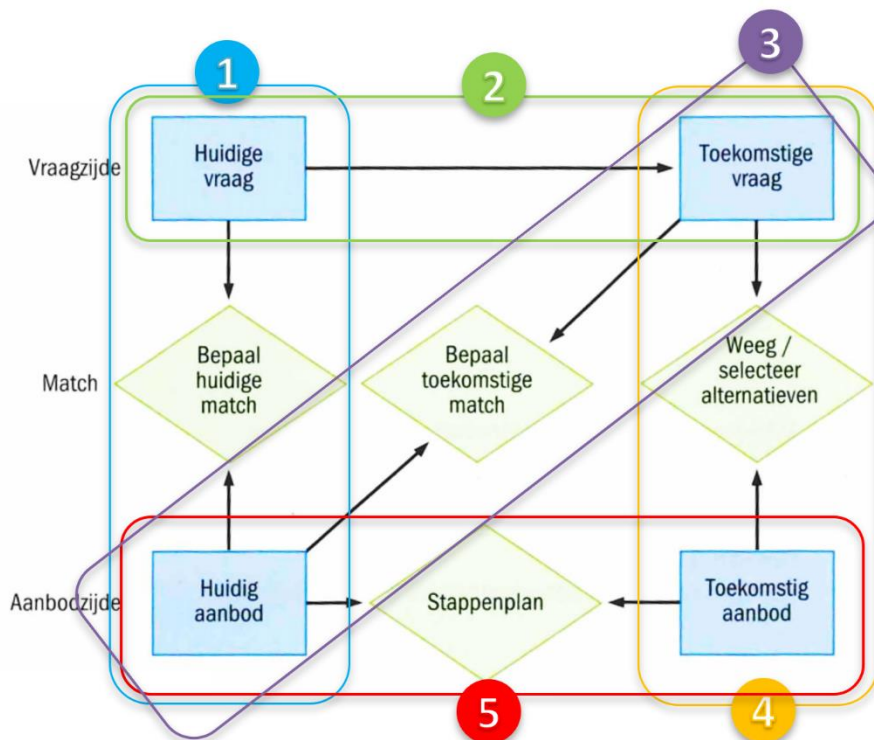 1
2
3
Vraagzijde
Huidige
vraag
Toekomstige
vraag
Match
Bepaal
huidige
match
Bepaal
toekomstige
match
Weeg /
selecteer
alternatieven
Aanbodzijde
Huidig
aanbod
Stappenplan
Toekomstig
aanbod
5
4